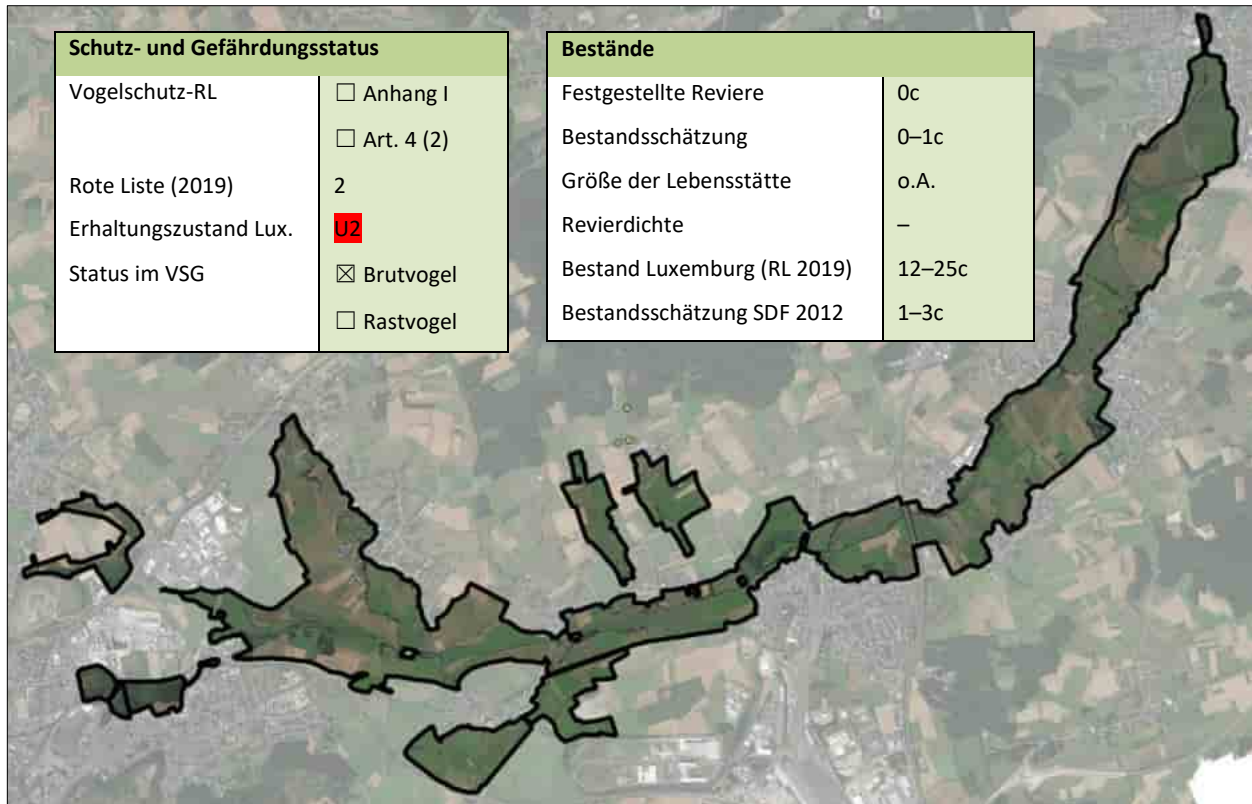 Schutz- und Gefährdungsstatus
Vogelschutz-RL ☐ Anhang I
☐ Art. 4 (2)
Rote Liste (2019) 2
Erhaltungszustand Lux. U2
Status im VSG ☒ Brutvogel
☐ Rastvogel
Bestände
Festgestellte Reviere 0c
Bestandsschätzung 0–1c
Größe der Lebensstätte o.A.
Revierdichte –
Bestand Luxemburg (RL 2019) 12–25c
Bestandsschätzung SDF 2012 1–3c